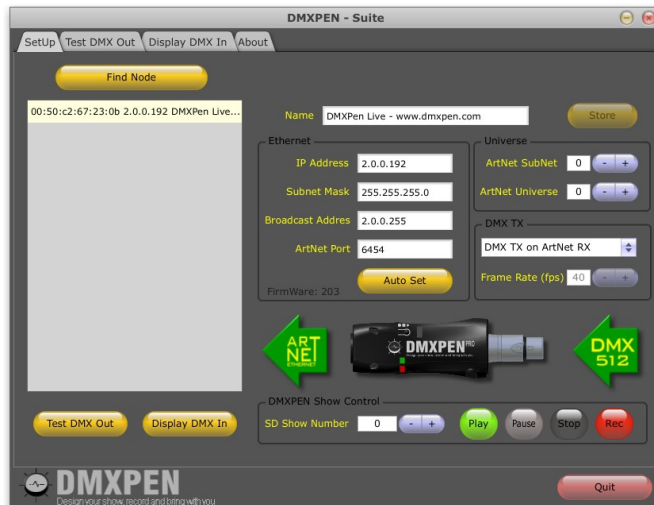 DMXPEN - Suite
SetUp Test DMX Out Display DMX In About
Find Node
00:50:c2:67:23:0b 2.0.0.192 DMXPen Live...
Name DMXPen Live - www.dmxpen.com Store
Ethernet
IP Address 2.0.0.192
Subnet Mask 255.255.255.0
Broadcast Addres 2.0.0.255
ArtNet Port 6454
Auto Set
FirmWare: 203
Universe
ArtNet SubNet 0 - +
ArtNet Universe 0 - +
DMX TX
DMX TX on ArtNet RX
Frame Rate (fps) 40 - +
ART
NET
ETHERNET
DMXPEN PRO
DMX
512
DMXPEN Show Control
SD Show Number 0 - + Play Pause Stop Rec
Test DMX Out Display DMX In
DMXPEN
Design your show, record and bring with you
Quit